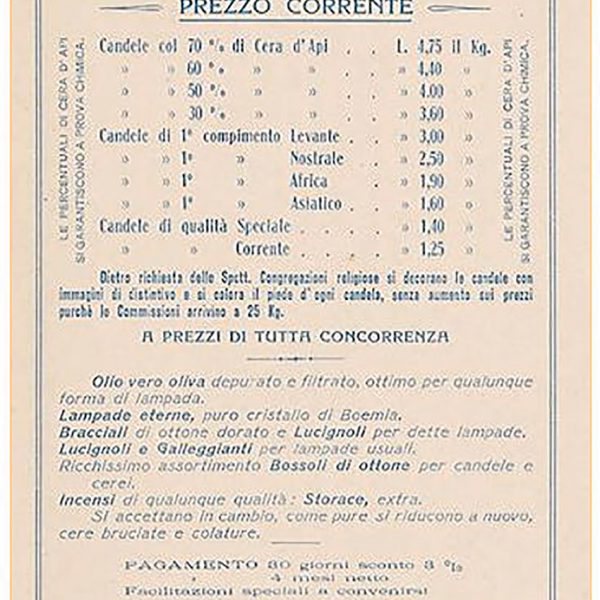 PREZZO CORRENTE
Candele col 70 % di Cera d'Api . . L. 4,75 il Kg.
» » 60 % » » . . » 4,40 »
» » 50 % » » . . » 4,00 »
» » 30 % » » . . » 3,60 »
Candele di 1ª compimento Levante . » 3,00 »
» » 1ª » Nostrale . » 2,50 »
» » 1ª » Africa . . » 1,90 »
» » 1ª » Asiatico . . » 1,60 »
Candele di qualità Speciale . . . » 1,40 »
» » Corrente . . . » 1,25 »
LE PERCENTUALI DI CERA D'API
SI GARANTISCONO A PROVA CHIMICA.
LE PERCENTUALI DI CERA D'API
SI GARANTISCONO A PROVA CHIMICA.
Dietro richiesta delle Spett. Congregazioni religiose si decorano le candele con
immagini di distintivo e si colora il piede d'ogni candela, senza aumento sui prezzi
purchè le Commissioni arrivino a 25 Kg.
A PREZZI DI TUTTA CONCORRENZA
Olio vero oliva depurato e filtrato, ottimo per qualunque
forma di lampada.
Lampade eterne, puro cristallo di Boemia.
Bracciali di ottone dorato e Lucignoli per dette lampade.
Lucignoli e Galleggianti per lampade usuali.
Ricchissimo assortimento Bossoli di ottone per candele e
cerei.
Incensi di qualunque qualità: Storace, extra.
Si accettano in cambio, come pure si riducono a nuovo,
cere bruciate e colature.
PAGAMENTO 30 giorni sconto 3 %
» 4 mesi netto
Facilitazioni speciali a convenirsi